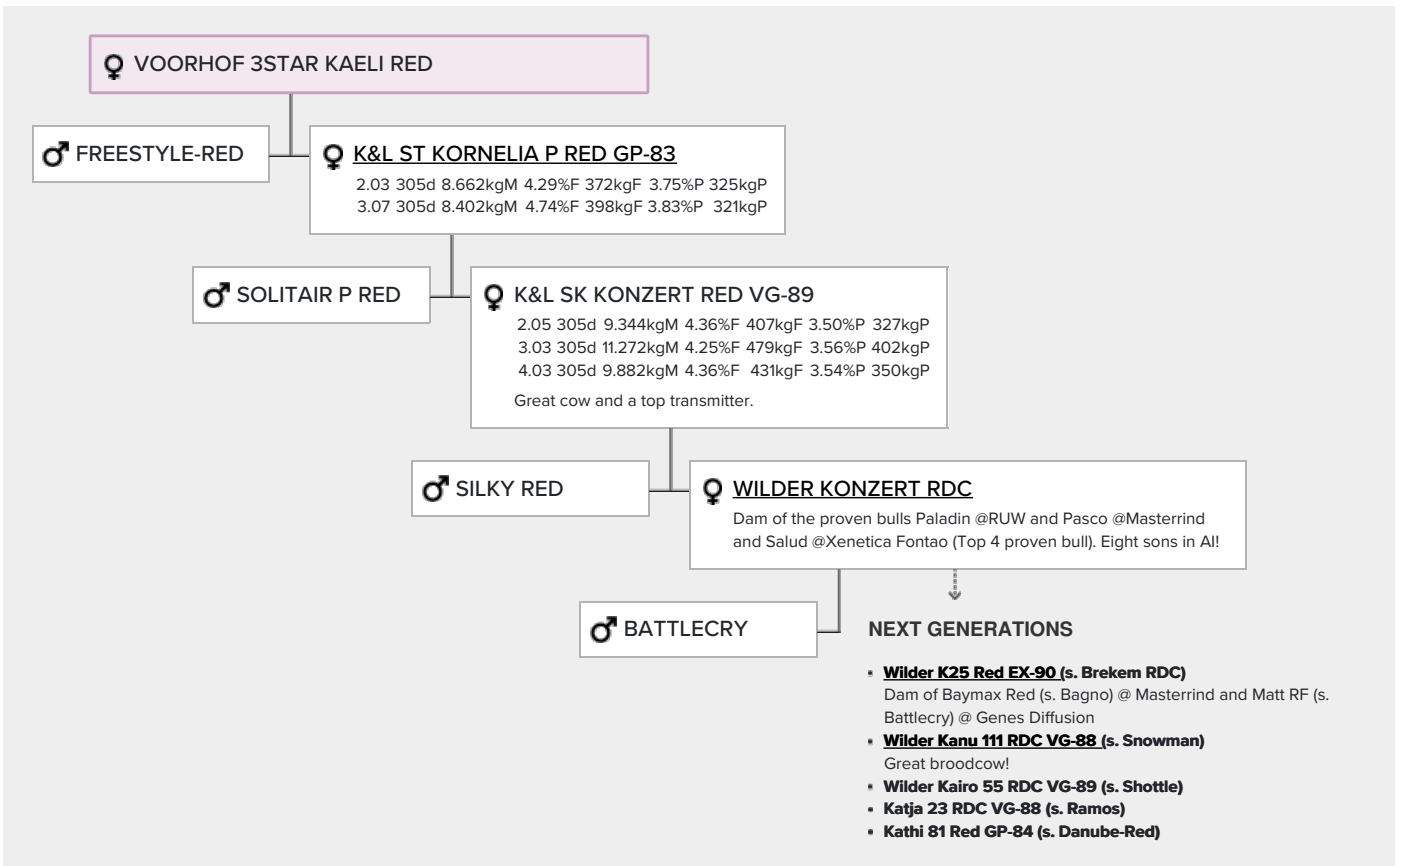 VOORHOF 3STAR KAELI RED
FREESTYLE-RED
K&L ST KORNELIA P RED GP-83
2.03 305d 8.662kgM 4.29%F 372kgF 3.75%P 325kgP
3.07 305d 8.402kgM 4.74%F 398kgF 3.83%P 321kgP
SOLITAIR P RED
K&L SK KONZERT RED VG-89
2.05 305d 9.344kgM 4.36%F 407kgF 3.50%P 327kgP
3.03 305d 11.272kgM 4.25%F 479kgF 3.56%P 402kgP
4.03 305d 9.882kgM 4.36%F 431kgF 3.54%P 350kgP
Great cow and a top transmitter.
SILKY RED
WILDER KONZERT RDC
Dam of the proven bulls Paladin @RUW and Pasco @Masterrind
and Salud @Xenetica Fontao (Top 4 proven bull). Eight sons in AI!
BATTLECRY
NEXT GENERATIONS
▪ Wilder K25 Red EX-90 (s. Brekem RDC)
Dam of Baymax Red (s. Bagno) @ Masterrind and Matt RF (s.
Battlecry) @ Genes Diffusion
▪ Wilder Kanu 111 RDC VG-88 (s. Snowman)
Great broodcow!
▪ Wilder Kairo 55 RDC VG-89 (s. Shottle)
▪ Katja 23 RDC VG-88 (s. Ramos)
▪ Kathi 81 Red GP-84 (s. Danube-Red)